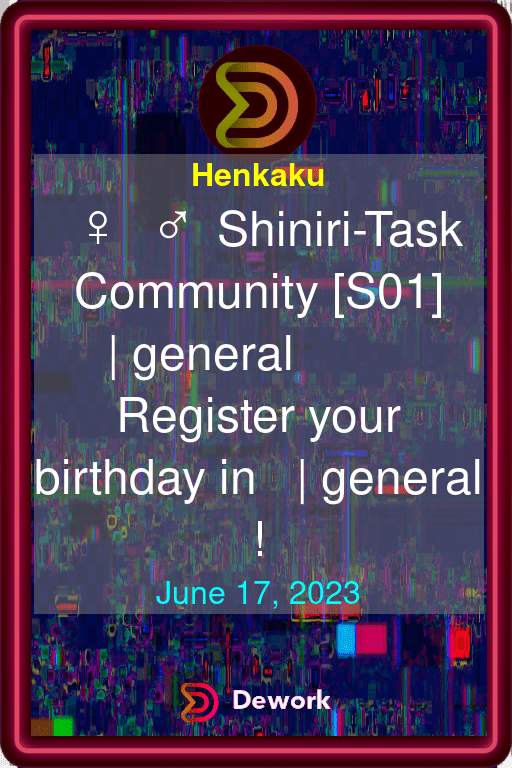 Henkaku
♀ ♂ Shiniri-Task
Community [S01]
| general
Register your
birthday in | general
!
June 17, 2023
Dework